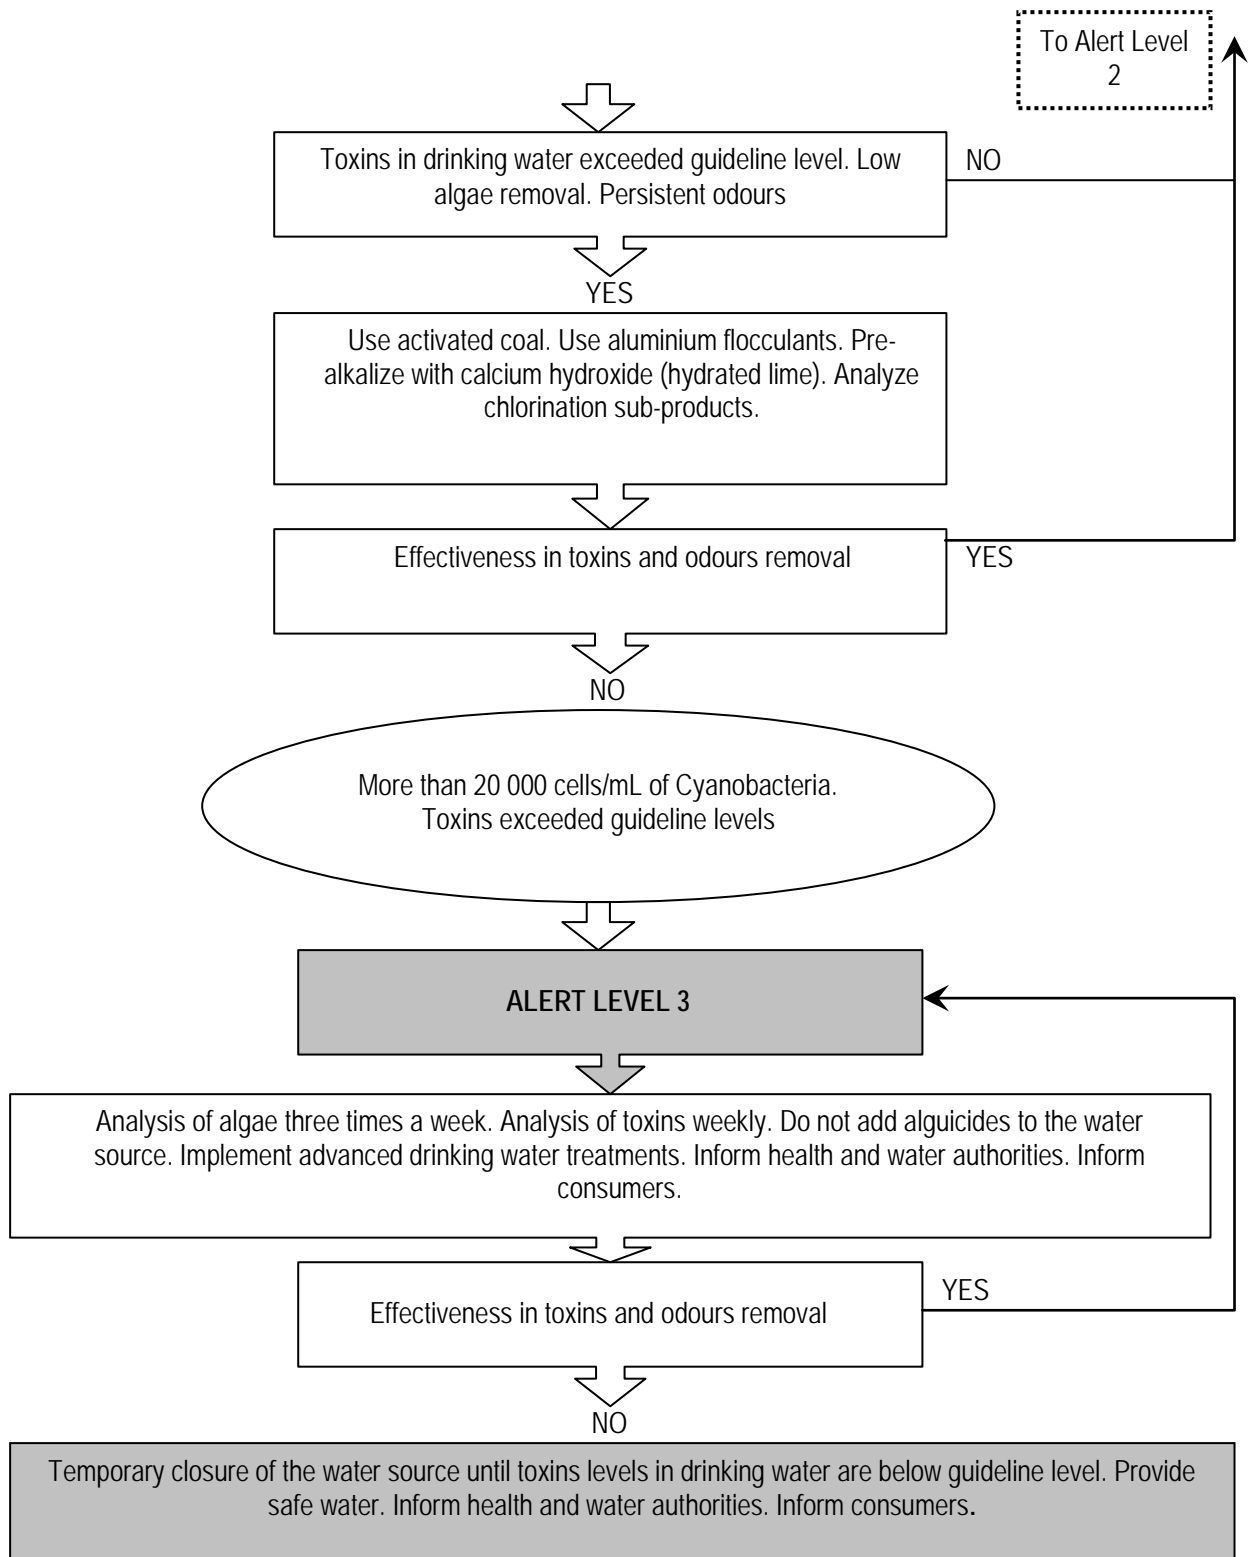 To Alert Level
2
Toxins in drinking water exceeded guideline level. Low
algae removal. Persistent odours
NO
YES
Use activated coal. Use aluminium flocculants. Pre-
alkalize with calcium hydroxide (hydrated lime). Analyze
chlorination sub-products.
Effectiveness in toxins and odours removal
YES
NO
More than 20 000 cells/mL of Cyanobacteria.
Toxins exceeded guideline levels
ALERT LEVEL 3
Analysis of algae three times a week. Analysis of toxins weekly. Do not add alguicides to the water
source. Implement advanced drinking water treatments. Inform health and water authorities. Inform
consumers.
Effectiveness in toxins and odours removal
YES
NO
Temporary closure of the water source until toxins levels in drinking water are below guideline level. Provide
safe water. Inform health and water authorities. Inform consumers.